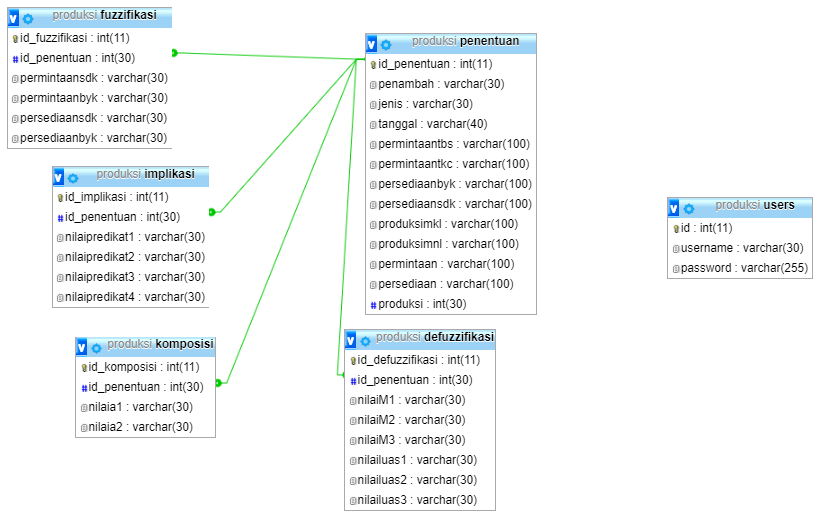 produksi fuzzifikasi
id_fuzzifikasi : int(11)
id_penentuan : int(30)
permintaansdk : varchar(30)
permintaanbyk : varchar(30)
persediaansdk : varchar(30)
persediaanbyk : varchar(30)
produksi implikasi
id_implikasi : int(11)
id_penentuan : int(30)
nilaipredikat1 : varchar(30)
nilaipredikat2 : varchar(30)
nilaipredikat3 : varchar(30)
nilaipredikat4 : varchar(30)
produksi komposisi
id_komposisi : int(11)
id_penentuan : int(30)
nilaia1 : varchar(30)
nilaia2 : varchar(30)
produksi penentuan
id_penentuan : int(11)
penambah : varchar(30)
jenis : varchar(30)
tanggal : varchar(40)
permintaantbs : varchar(100)
permintaantkc : varchar(100)
persediaanbyk : varchar(100)
persediaansdk : varchar(100)
produksimkl : varchar(100)
produksimnl : varchar(100)
permintaan : varchar(100)
persediaan : varchar(100)
produksi : int(30)
produksi defuzzifikasi
id_defuzzifikasi : int(11)
id_penentuan : int(30)
nilaiM1 : varchar(30)
nilaiM2 : varchar(30)
nilaiM3 : varchar(30)
nilailuas1 : varchar(30)
nilailuas2 : varchar(30)
nilailuas3 : varchar(30)
produksi users
id : int(11)
username : varchar(30)
password : varchar(255)